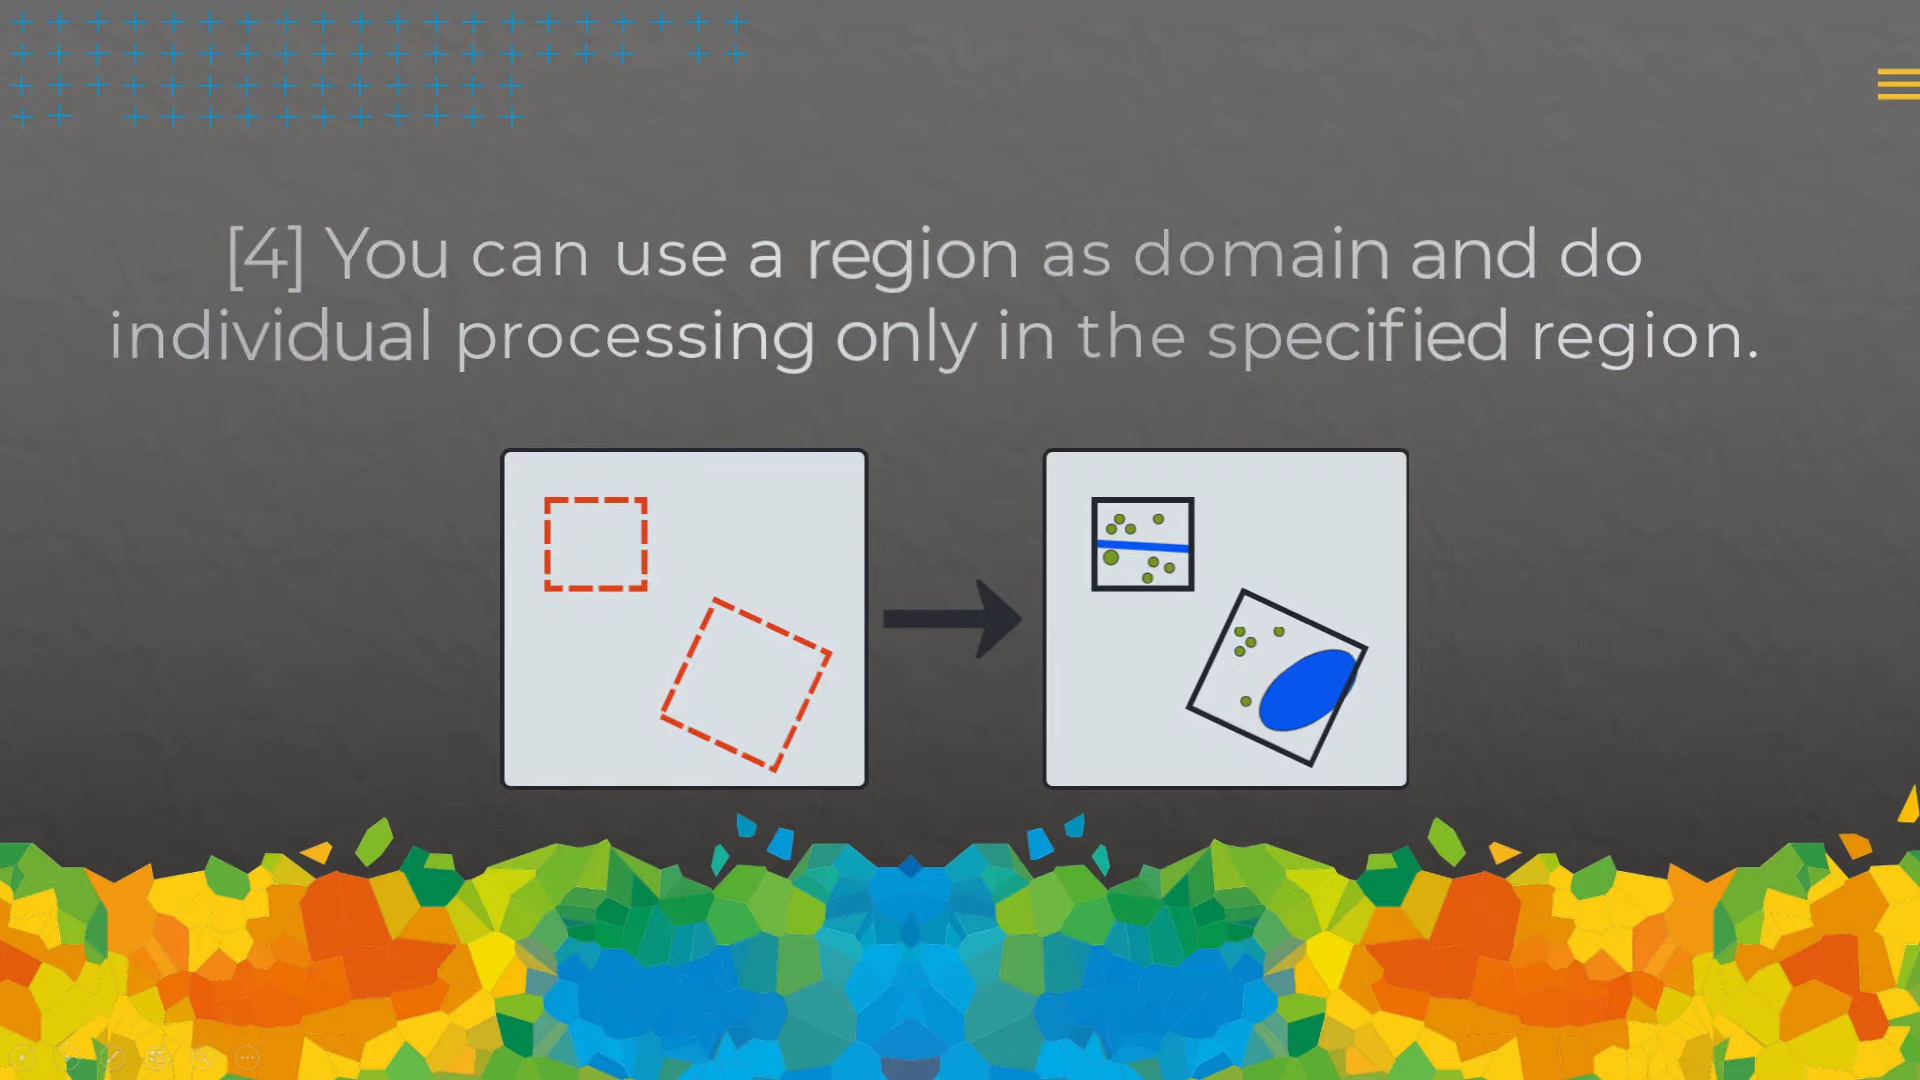 [4] You can use a region as domain and do
individual processing only in the specified region.